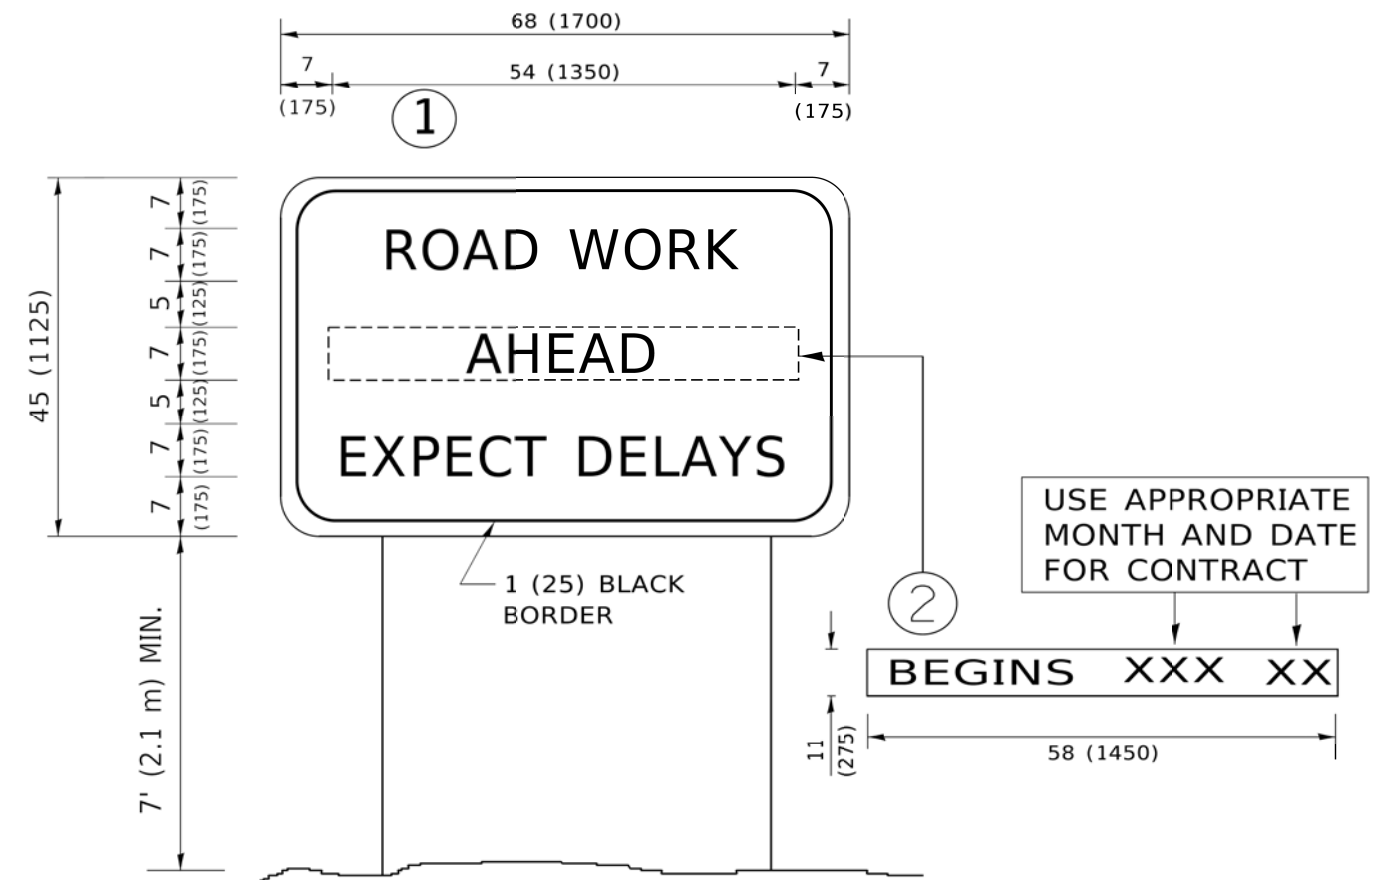 68 (1700)
7
54 (1350)
7
(175)
(175)
1
45 (1125)
7 (175)
7 (175)
5 (125)
7 (175)
5 (125)
7 (175)
7 (175)
ROAD WORK
AHEAD
EXPECT DELAYS
1 (25) BLACK
BORDER
7' (2.1 m) MIN.
USE APPROPRIATE
MONTH AND DATE
FOR CONTRACT
2
BEGINS XXX XX
11
(275)
58 (1450)